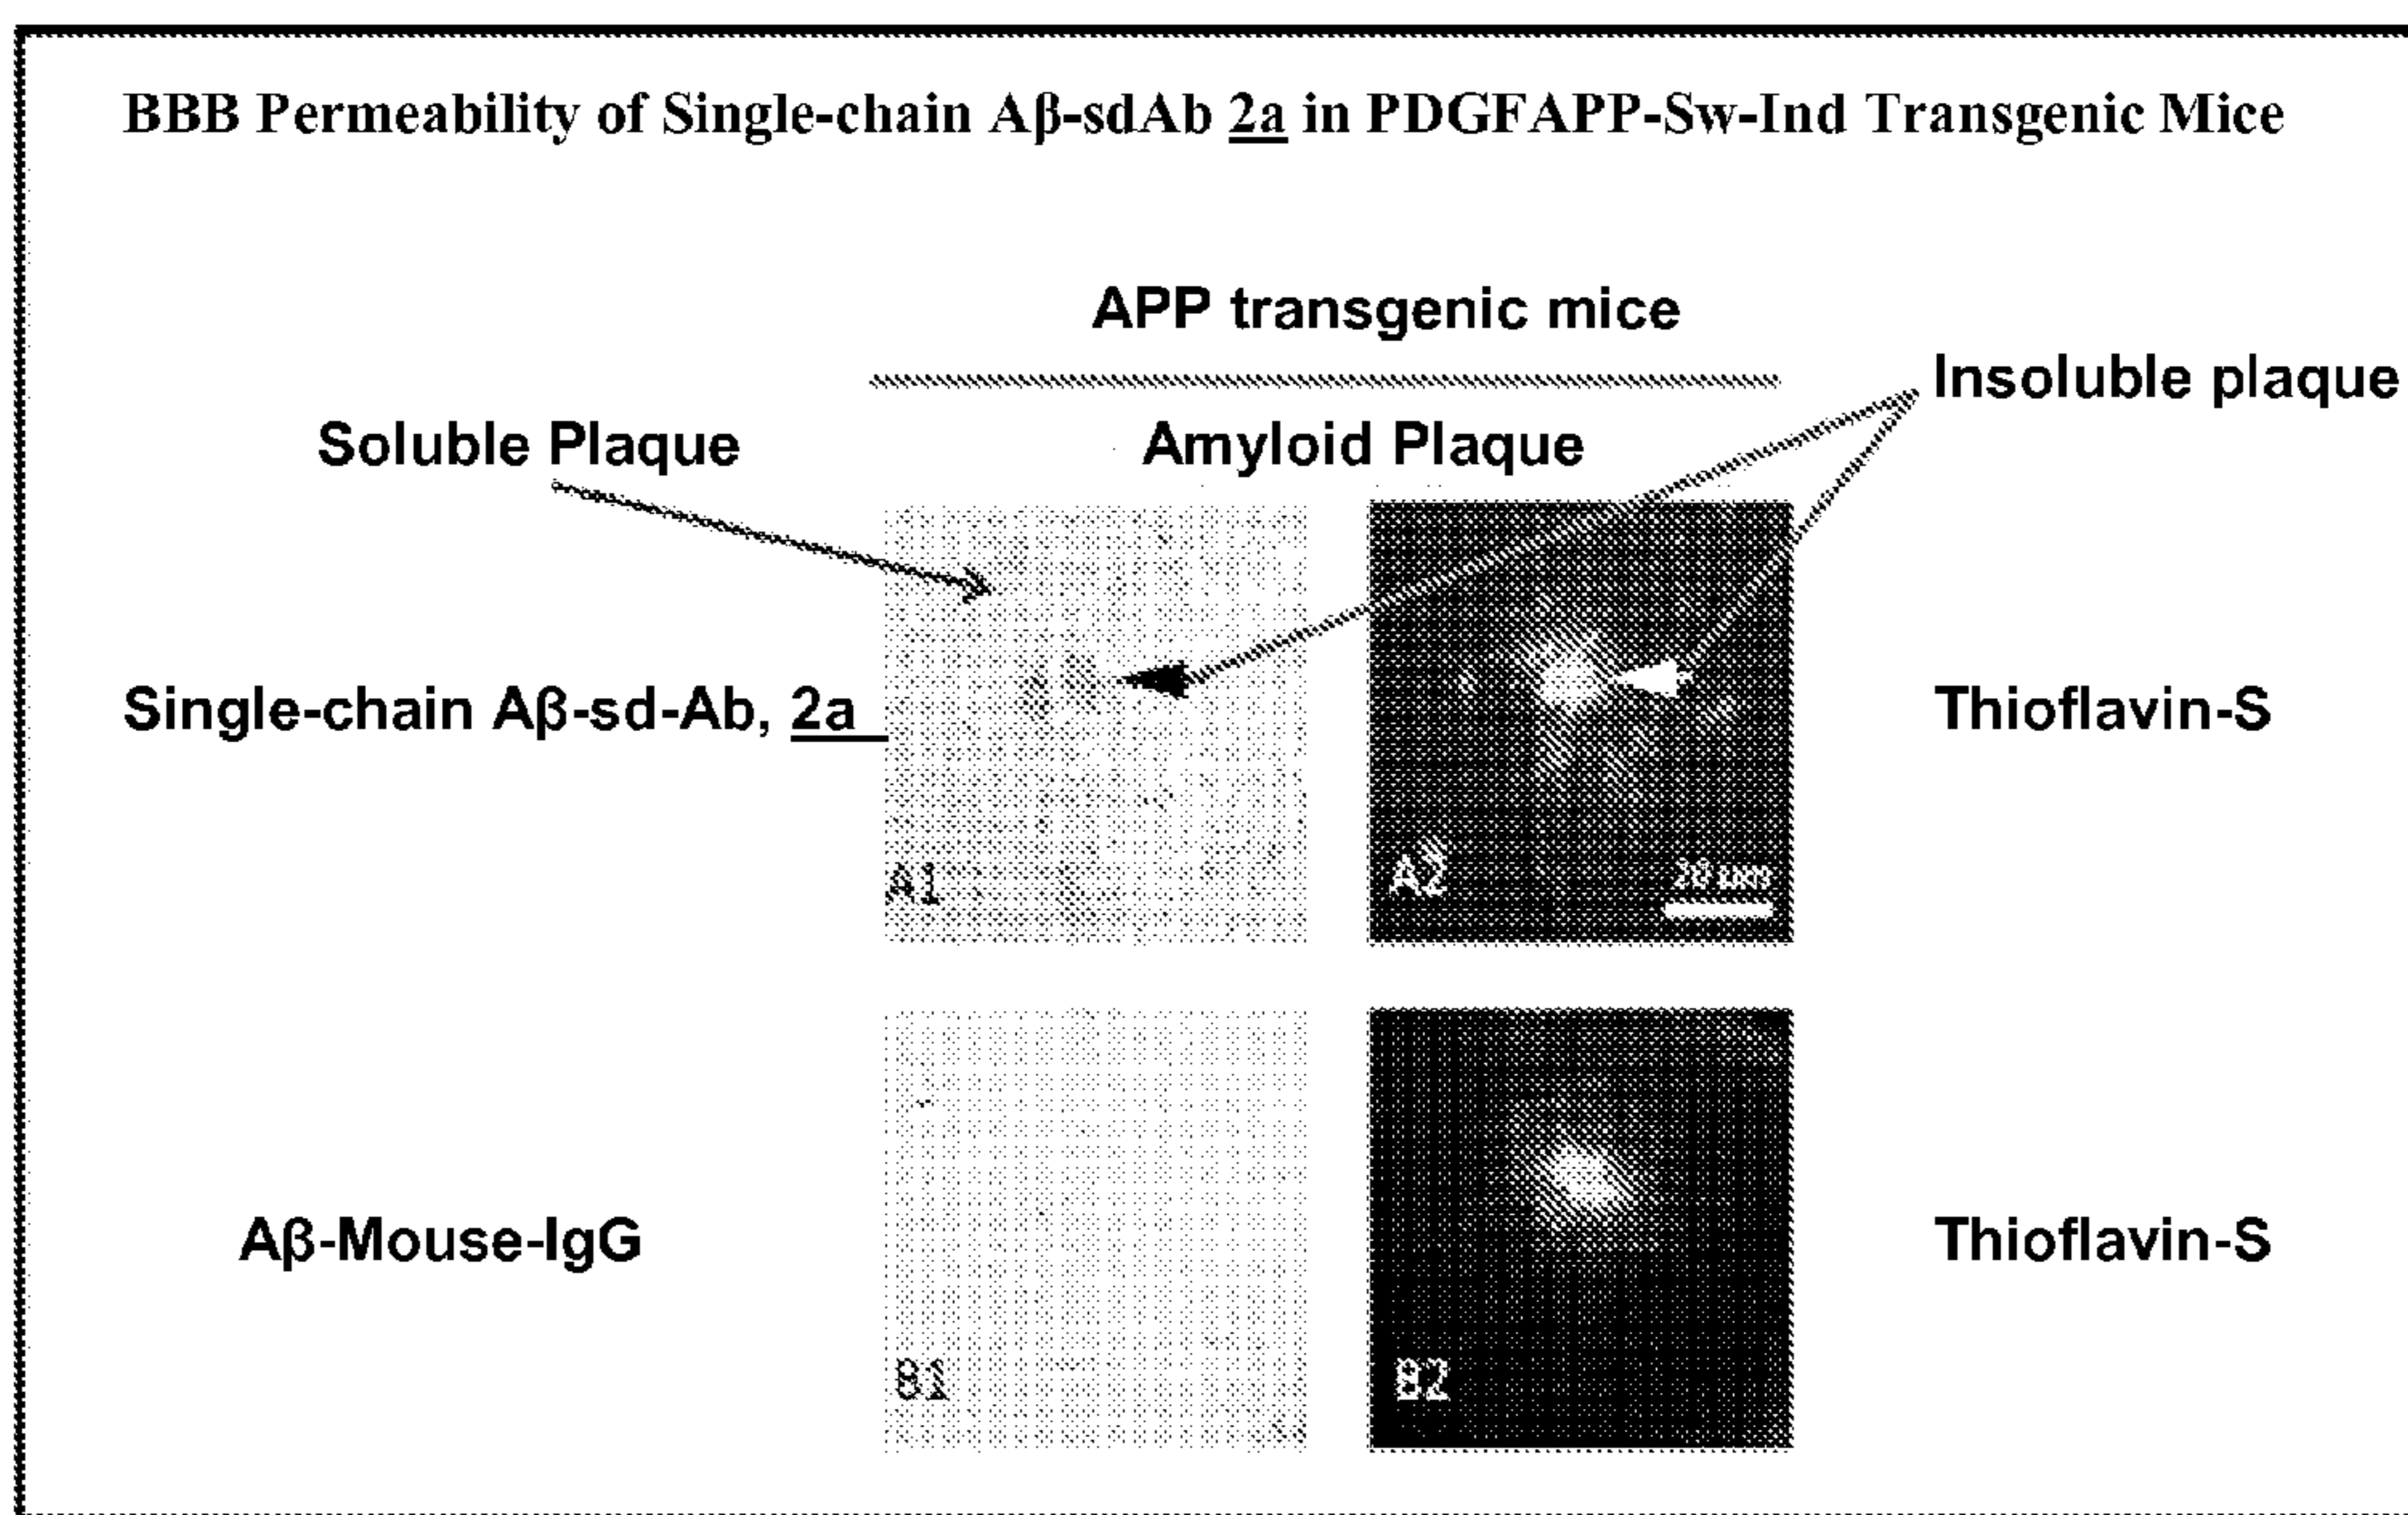 BBB Permeability of Single-chain Aβ-sdAb 2a in PDGFAPP-Sw-Ind Transgenic Mice
APP transgenic mice
Insoluble plaque
Soluble Plaque
Amyloid Plaque
Single-chain Aβ-sd-Ab, 2a
Thioflavin-S
A1
A2
20 µm
Aβ-Mouse-IgG
Thioflavin-S
B1
B2